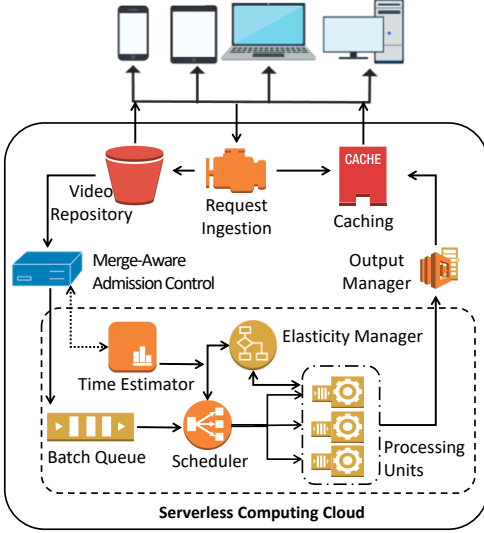 CACHE
Video
Repository
Request
Ingestion
Caching
Merge-Aware
Admission Control
Output
Manager
Elasticity Manager
Time Estimator
Batch Queue
Scheduler
Processing
Units
Serverless Computing Cloud